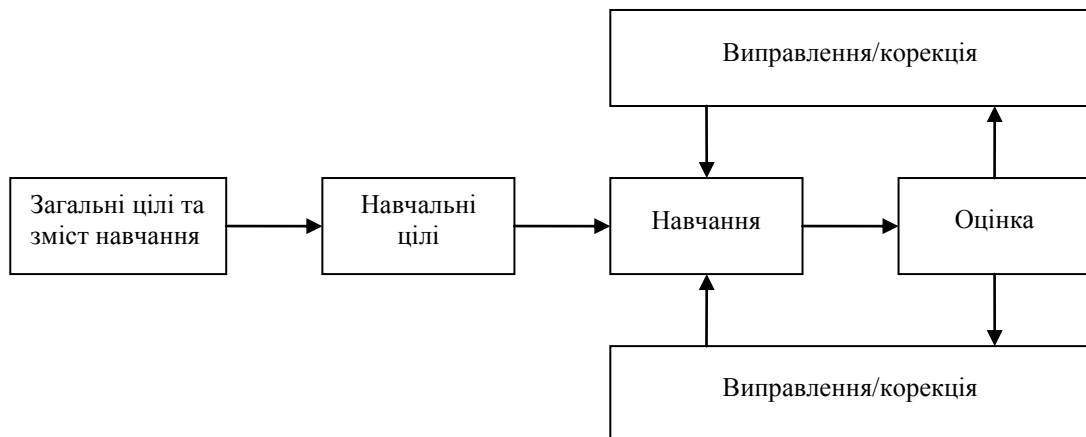 Виправлення/корекція
Загальні цілі та
зміст навчання
Навчальні
цілі
Навчання
Оцінка
Виправлення/корекція